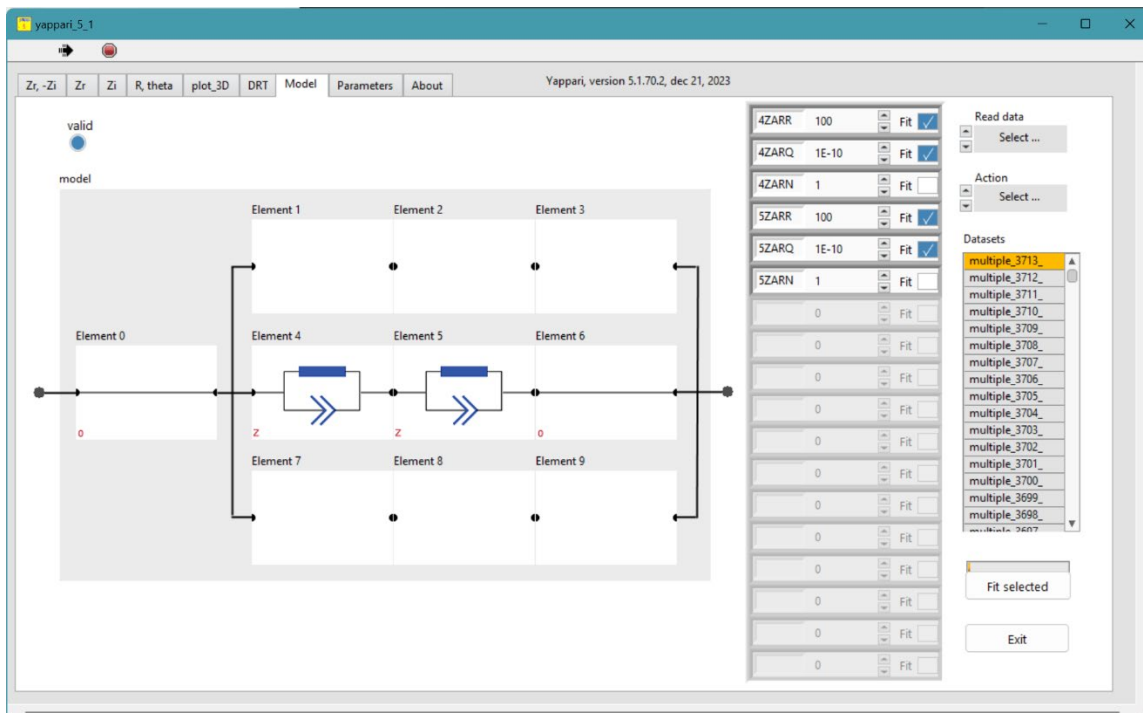 yappari_5_1
Zr, -Zi Zr Zi R, theta plot_3D DRT Model Parameters About
Yappari, version 5.1.70.2, dec 21, 2023
valid
model
Element 0
0
Element 1 Element 2 Element 3
Element 4 Element 5 Element 6
Z Z 0
Element 7 Element 8 Element 9
4ZARR 100 Fit
4ZARQ 1E-10 Fit
4ZARN 1 Fit
5ZARR 100 Fit
5ZARQ 1E-10 Fit
5ZARN 1 Fit
0 Fit
0 Fit
0 Fit
0 Fit
0 Fit
0 Fit
0 Fit
0 Fit
0 Fit
0 Fit
0 Fit
0 Fit
Read data
Select ...
Action
Select ...
Datasets
multiple_3713_
multiple_3712_
multiple_3711_
multiple_3710_
multiple_3709_
multiple_3708_
multiple_3707_
multiple_3706_
multiple_3705_
multiple_3704_
multiple_3703_
multiple_3702_
multiple_3701_
multiple_3700_
multiple_3699_
multiple_3698_
multiple_3697_
Fit selected
Exit